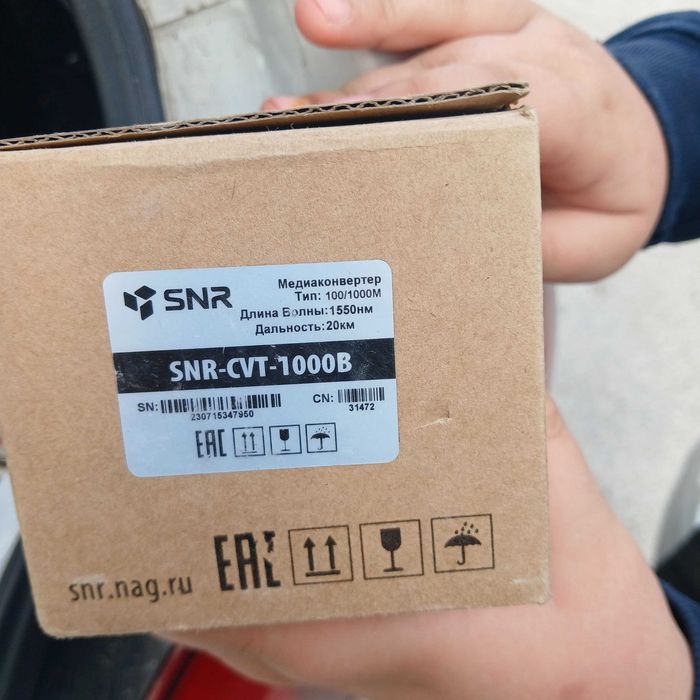 SNR
Медиаконвертер
Тип: 100/1000M
Длина Волны:1550нм
Дальность:20км
SNR-CVT-1000B
SN:
230715347950
CN:
31472
EAC
EAC
snr.nag.ru